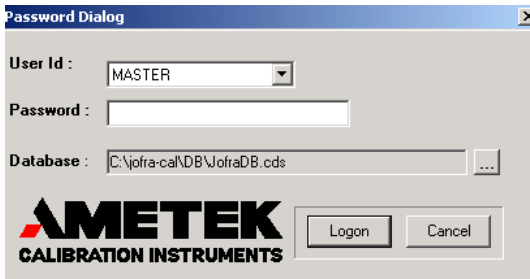 Password Dialog
User Id :
MASTER
Password :
Database :
C:\jofra-cal\DB\JofraDB.cds
...
AMETEK
CALIBRATION INSTRUMENTS
Logon
Cancel